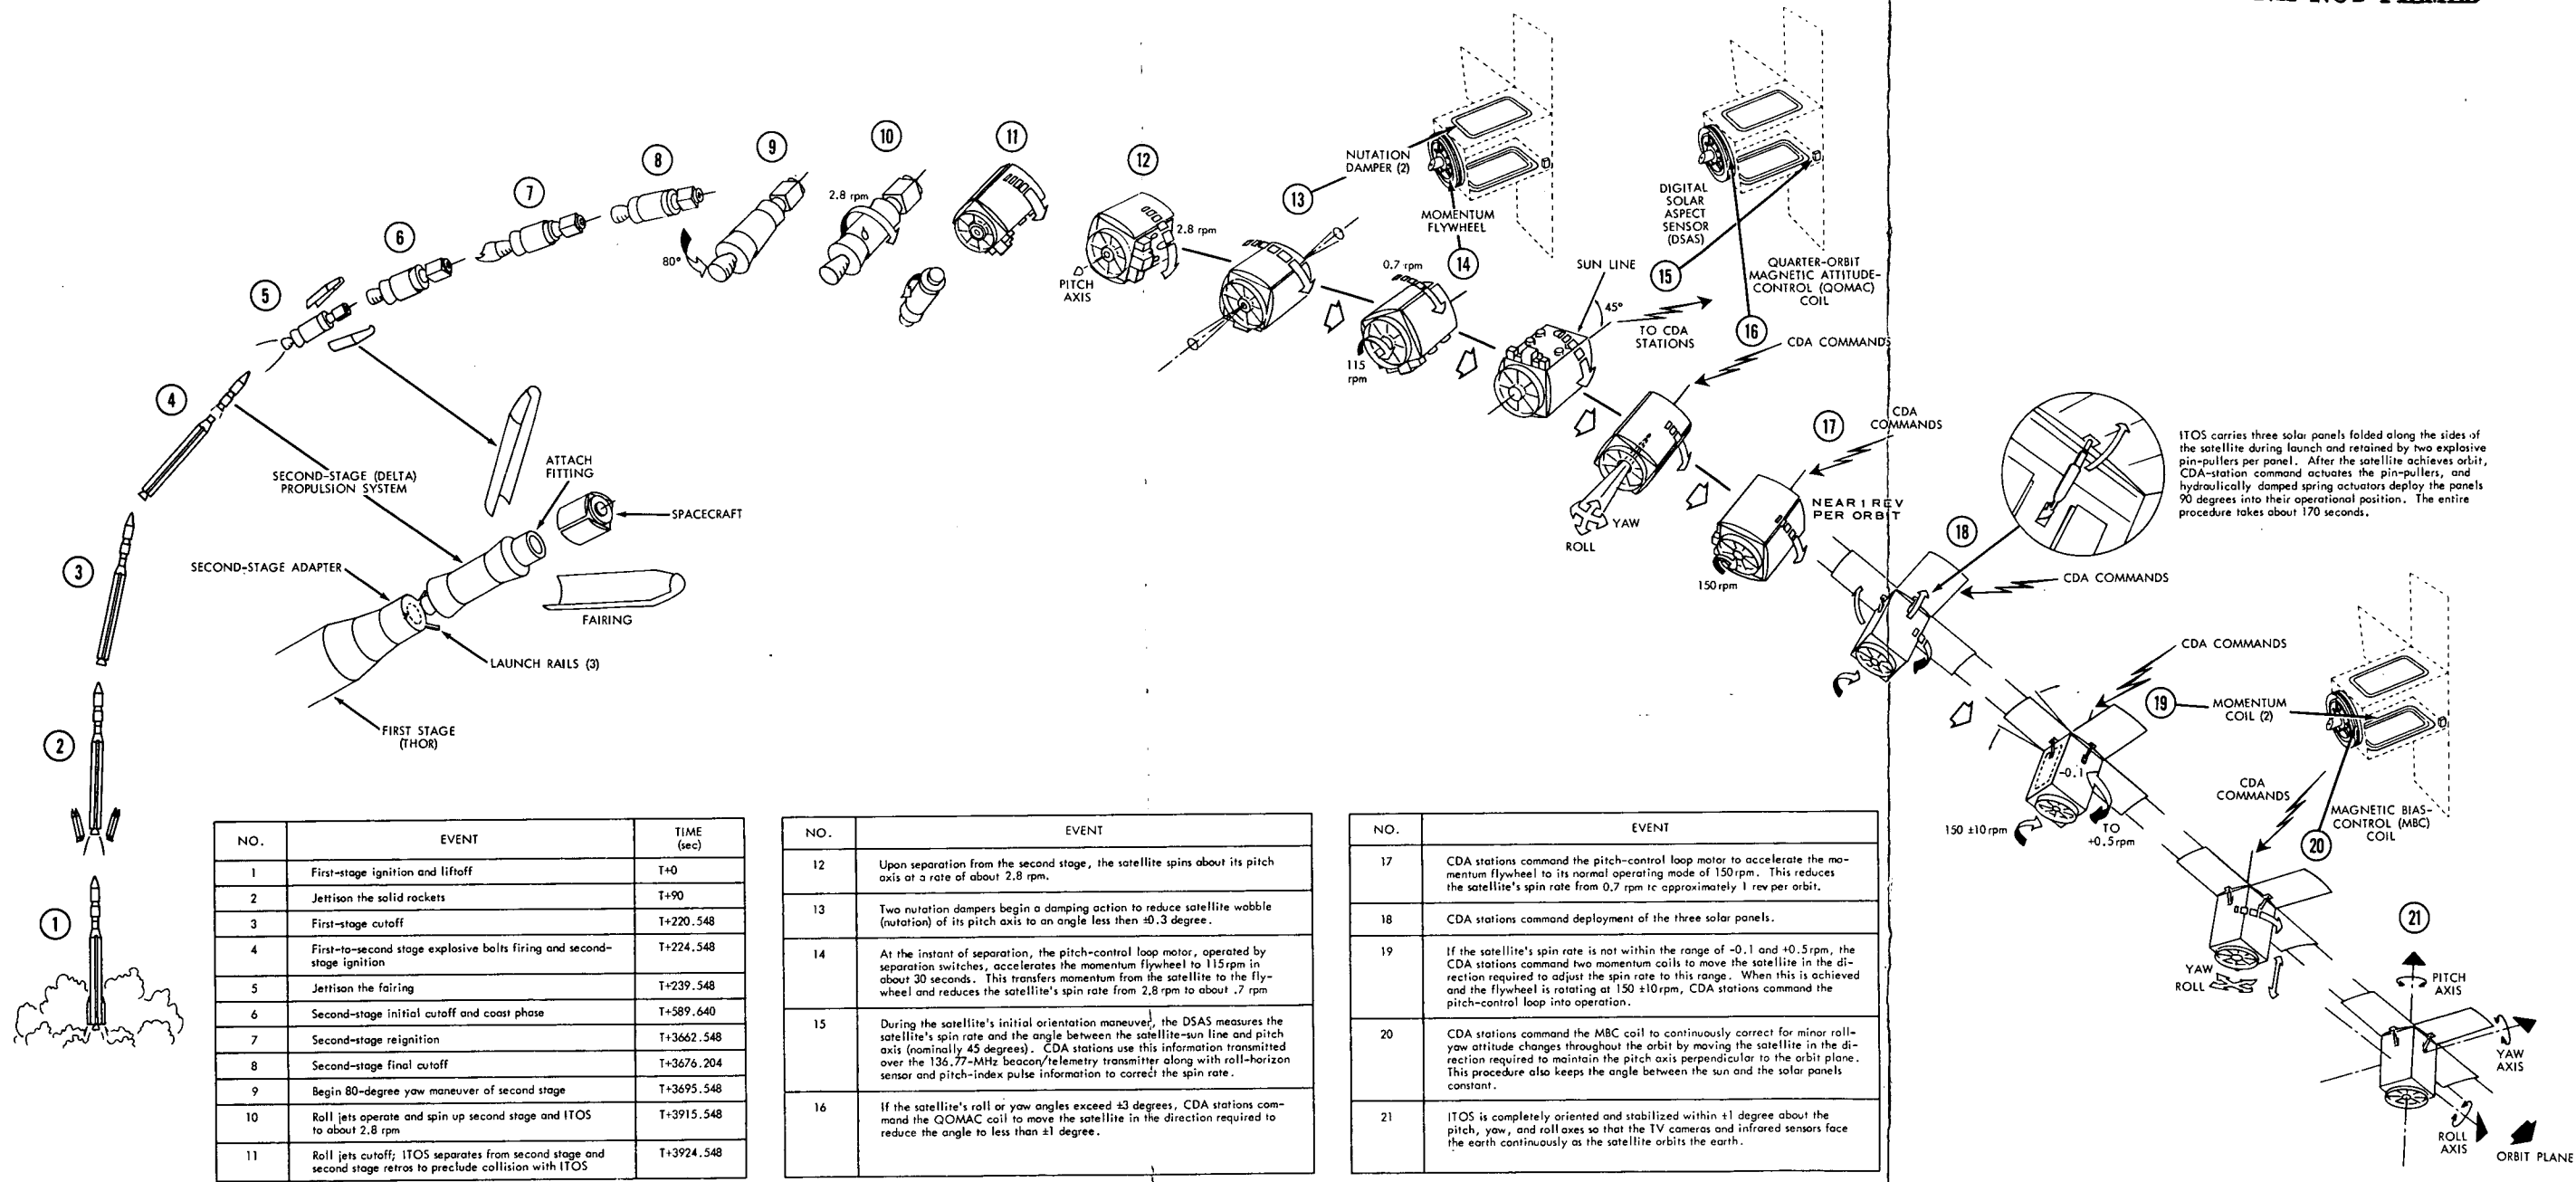 1
2
3
4
5
6
7
8
9
10
11
12
13
14
15
16
17
18
19
20
21
80°
2.8 rpm
PITCH
AXIS
2.8 rpm
NUTATION
DAMPER (2)
MOMENTUM
FLYWHEEL
0.7 rpm
115
rpm
DIGITAL
SOLAR
ASPECT
SENSOR
(DSAS)
SUN LINE
45°
TO CDA
STATIONS
QUARTER-ORBIT
MAGNETIC ATTITUDE-
CONTROL (QOMAC)
COIL
CDA COMMANDS
YAW
ROLL
CDA
COMMANDS
NEAR 1 REV
PER ORBIT
150 rpm
ITOS carries three solar panels folded along the sides of
the satellite during launch and retained by two explosive
pin-pullers per panel. After the satellite achieves orbit,
CDA-station command actuates the pin-pullers, and
hydraulically damped spring actuators deploy the panels
90 degrees into their operational position. The entire
procedure takes about 170 seconds.
CDA COMMANDS
CDA COMMANDS
MOMENTUM
COIL (2)
-0.1
TO
+0.5 rpm
150 ±10 rpm
CDA
COMMANDS
MAGNETIC BIAS-
CONTROL (MBC)
COIL
YAW
ROLL
PITCH
AXIS
YAW
AXIS
ROLL
AXIS
ORBIT PLANE
SECOND-STAGE (DELTA)
PROPULSION SYSTEM
ATTACH
FITTING
SPACECRAFT
SECOND-STAGE ADAPTER
FAIRING
LAUNCH RAILS (3)
FIRST STAGE
(THOR)
NO. EVENT TIME
(sec)
1 First-stage ignition and liftoff T+0
2 Jettison the solid rockets T+90
3 First-stage cutoff T+220.548
4 First-to-second stage explosive bolts firing and second- T+224.548
stage ignition
5 Jettison the fairing T+239.548
6 Second-stage initial cutoff and coast phase T+589.640
7 Second-stage reignition T+3662.548
8 Second-stage final cutoff T+3676.204
9 Begin 80-degree yaw maneuver of second stage T+3695.548
10 Roll jets operate and spin up second stage and ITOS T+3915.548
to about 2.8 rpm
11 Roll jets cutoff; ITOS separates from second stage and T+3924.548
second stage retros to preclude collision with ITOS
NO. EVENT
12 Upon separation from the second stage, the satellite spins about its pitch
axis at a rate of about 2.8 rpm.
13 Two nutation dampers begin a damping action to reduce satellite wobble
(nutation) of its pitch axis to an angle less then ±0.3 degree.
14 At the instant of separation, the pitch-control loop motor, operated by
separation switches, accelerates the momentum flywheel to 115rpm in
about 30 seconds. This transfers momentum from the satellite to the fly-
wheel and reduces the satellite's spin rate from 2.8 rpm to about .7 rpm
15 During the satellite's initial orientation maneuver, the DSAS measures the
satellite's spin rate and the angle between the satellite-sun line and pitch
axis (nominally 45 degrees). CDA stations use this information transmitted
over the 136.77-MHz beacon/telemetry transmitter along with roll-horizon
sensor and pitch-index pulse information to correct the spin rate.
16 If the satellite's roll or yaw angles exceed ±3 degrees, CDA stations com-
mand the QOMAC coil to move the satellite in the direction required to
reduce the angle to less than ±1 degree.
NO. EVENT
17 CDA stations command the pitch-control loop motor to accelerate the mo-
mentum flywheel to its normal operating mode of 150rpm. This reduces
the satellite's spin rate from 0.7 rpm to approximately 1 rev per orbit.
18 CDA stations command deployment of the three solar panels.
19 If the satellite's spin rate is not within the range of -0.1 and +0.5rpm, the
CDA stations command two momentum coils to move the satellite in the di-
rection required to adjust the spin rate to this range. When this is achieved
and the flywheel is rotating at 150 ±10rpm, CDA stations command the
pitch-control loop into operation.
20 CDA stations command the MBC coil to continuously correct for minor roll-
yaw attitude changes throughout the orbit by moving the satellite in the di-
rection required to maintain the pitch axis perpendicular to the orbit plane.
This procedure also keeps the angle between the sun and the solar panels
constant.
21 ITOS is completely oriented and stabilized within ±1 degree about the
pitch, yaw, and roll axes so that the TV cameras and infrared sensors face
the earth continuously as the satellite orbits the earth.